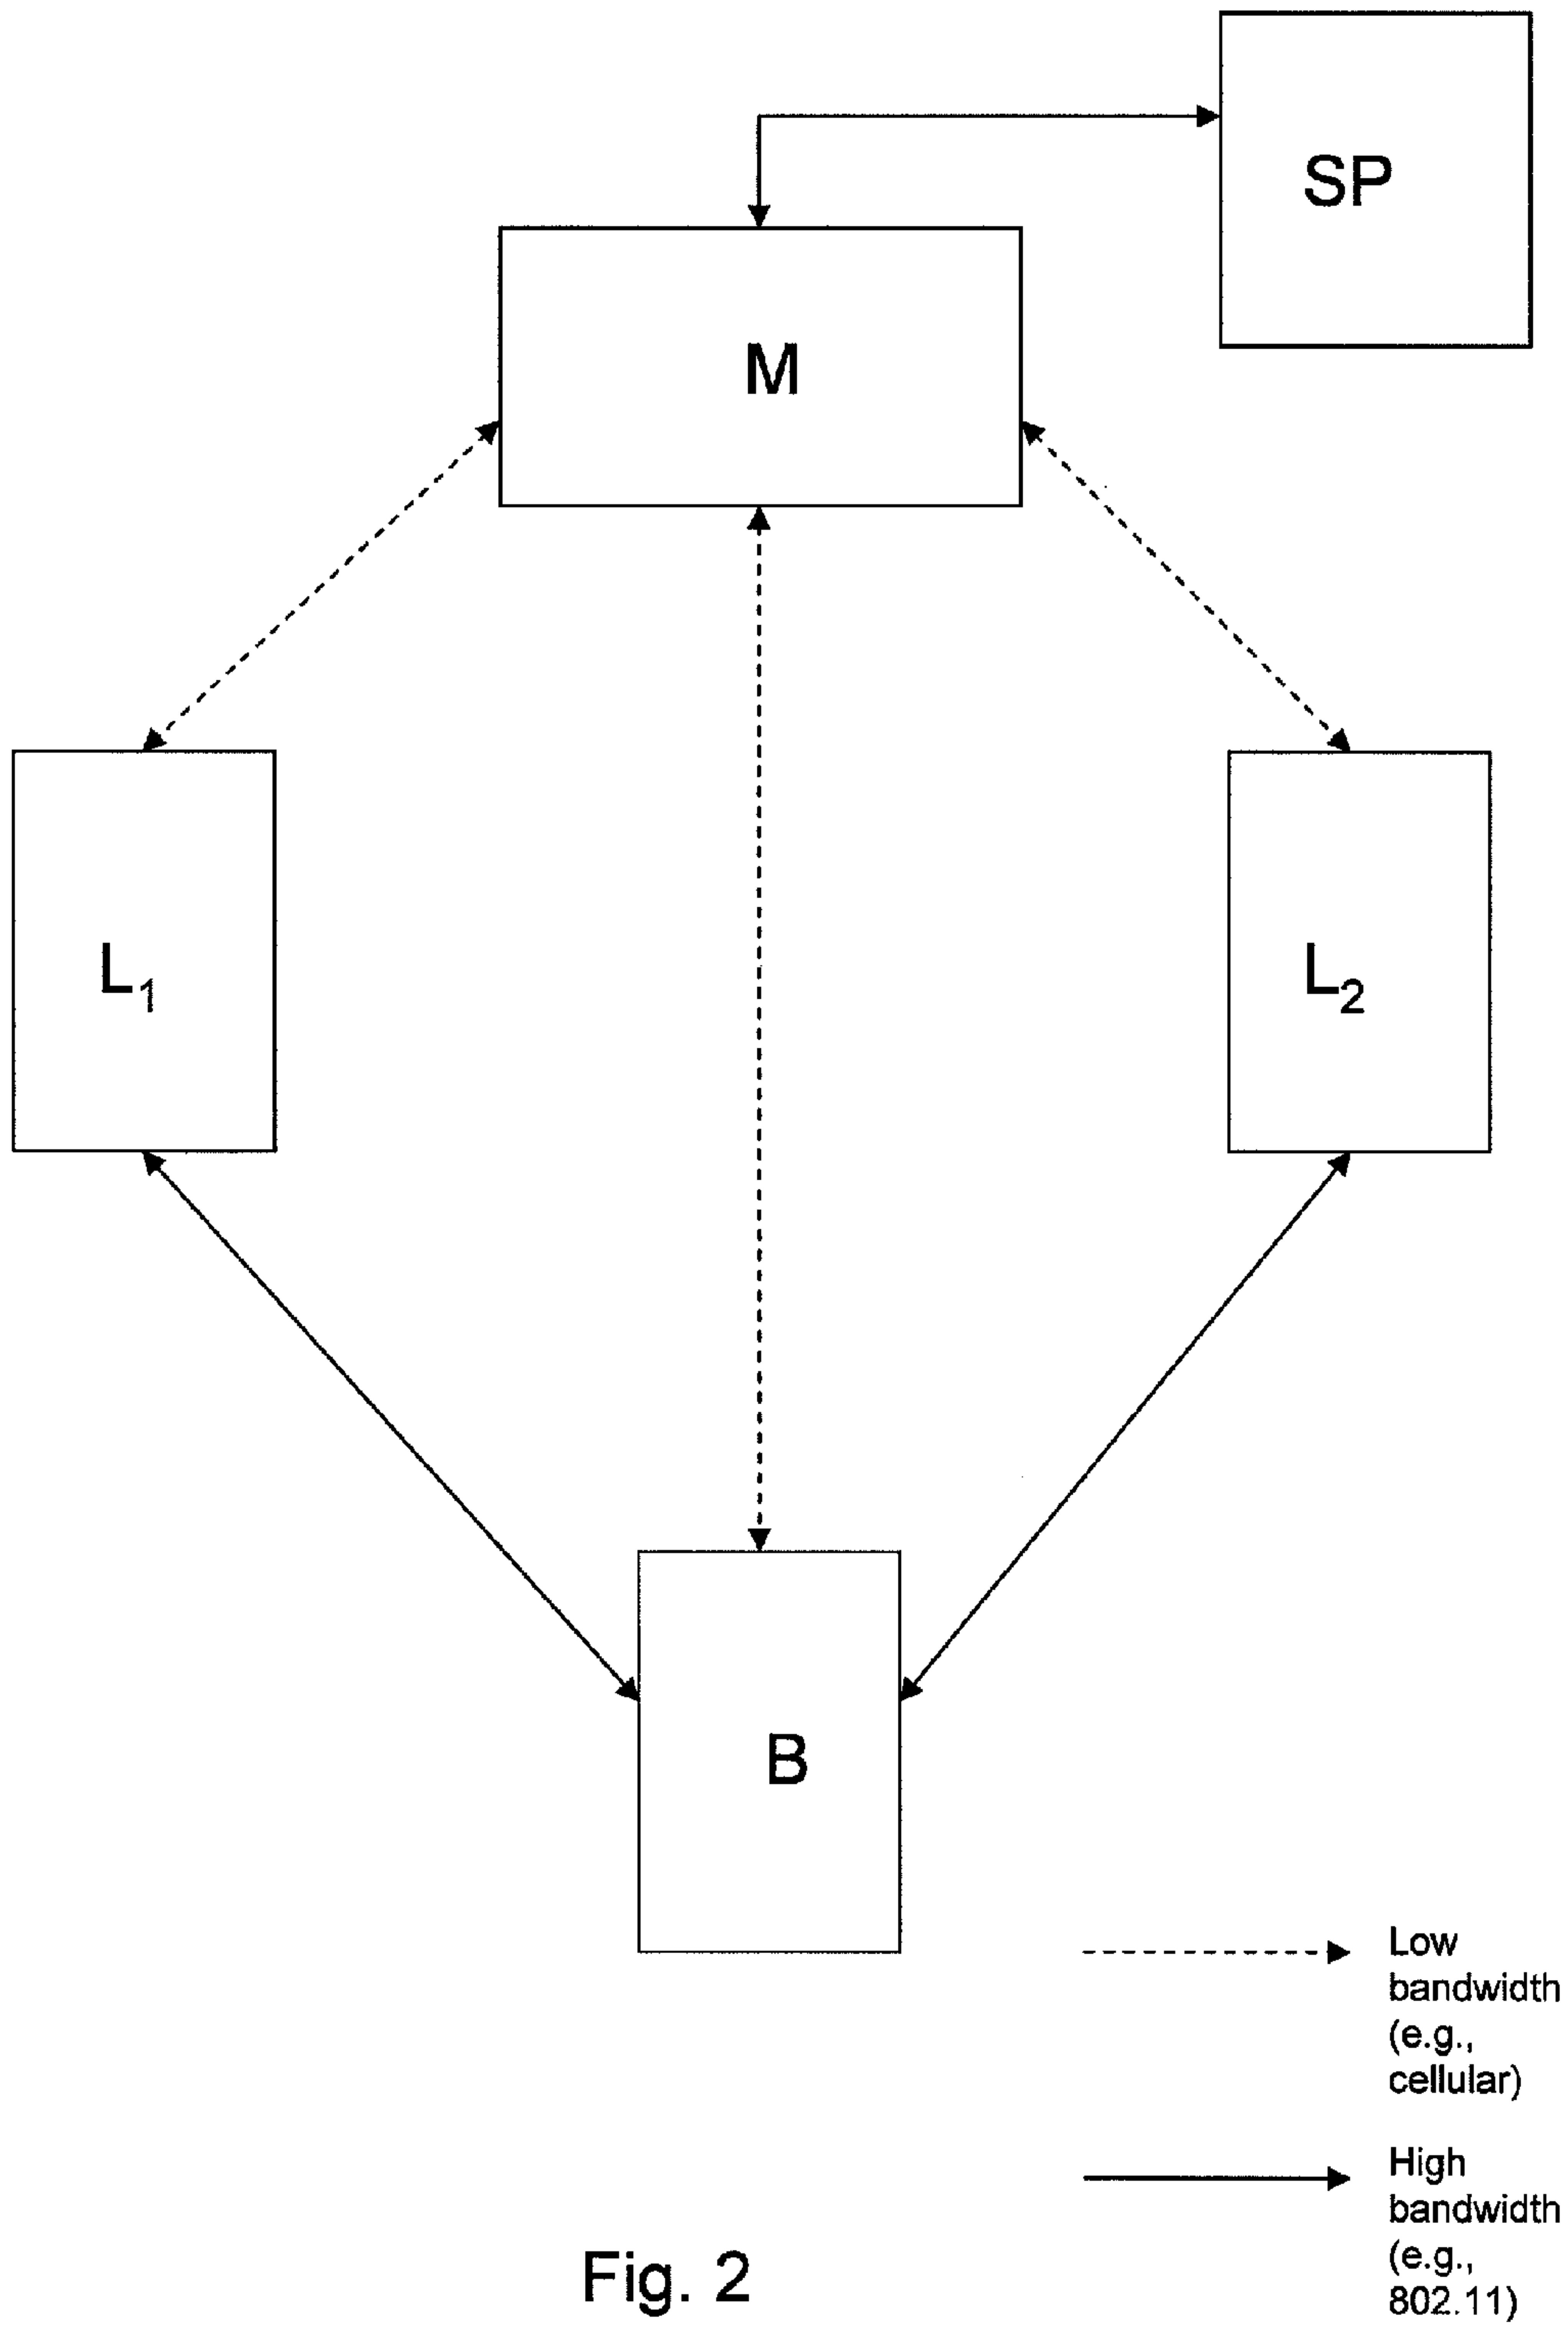 SP
M
L₁
L₂
B
Low
bandwidth
(e.g.,
cellular)
High
bandwidth
(e.g.,
802.11)
Fig. 2